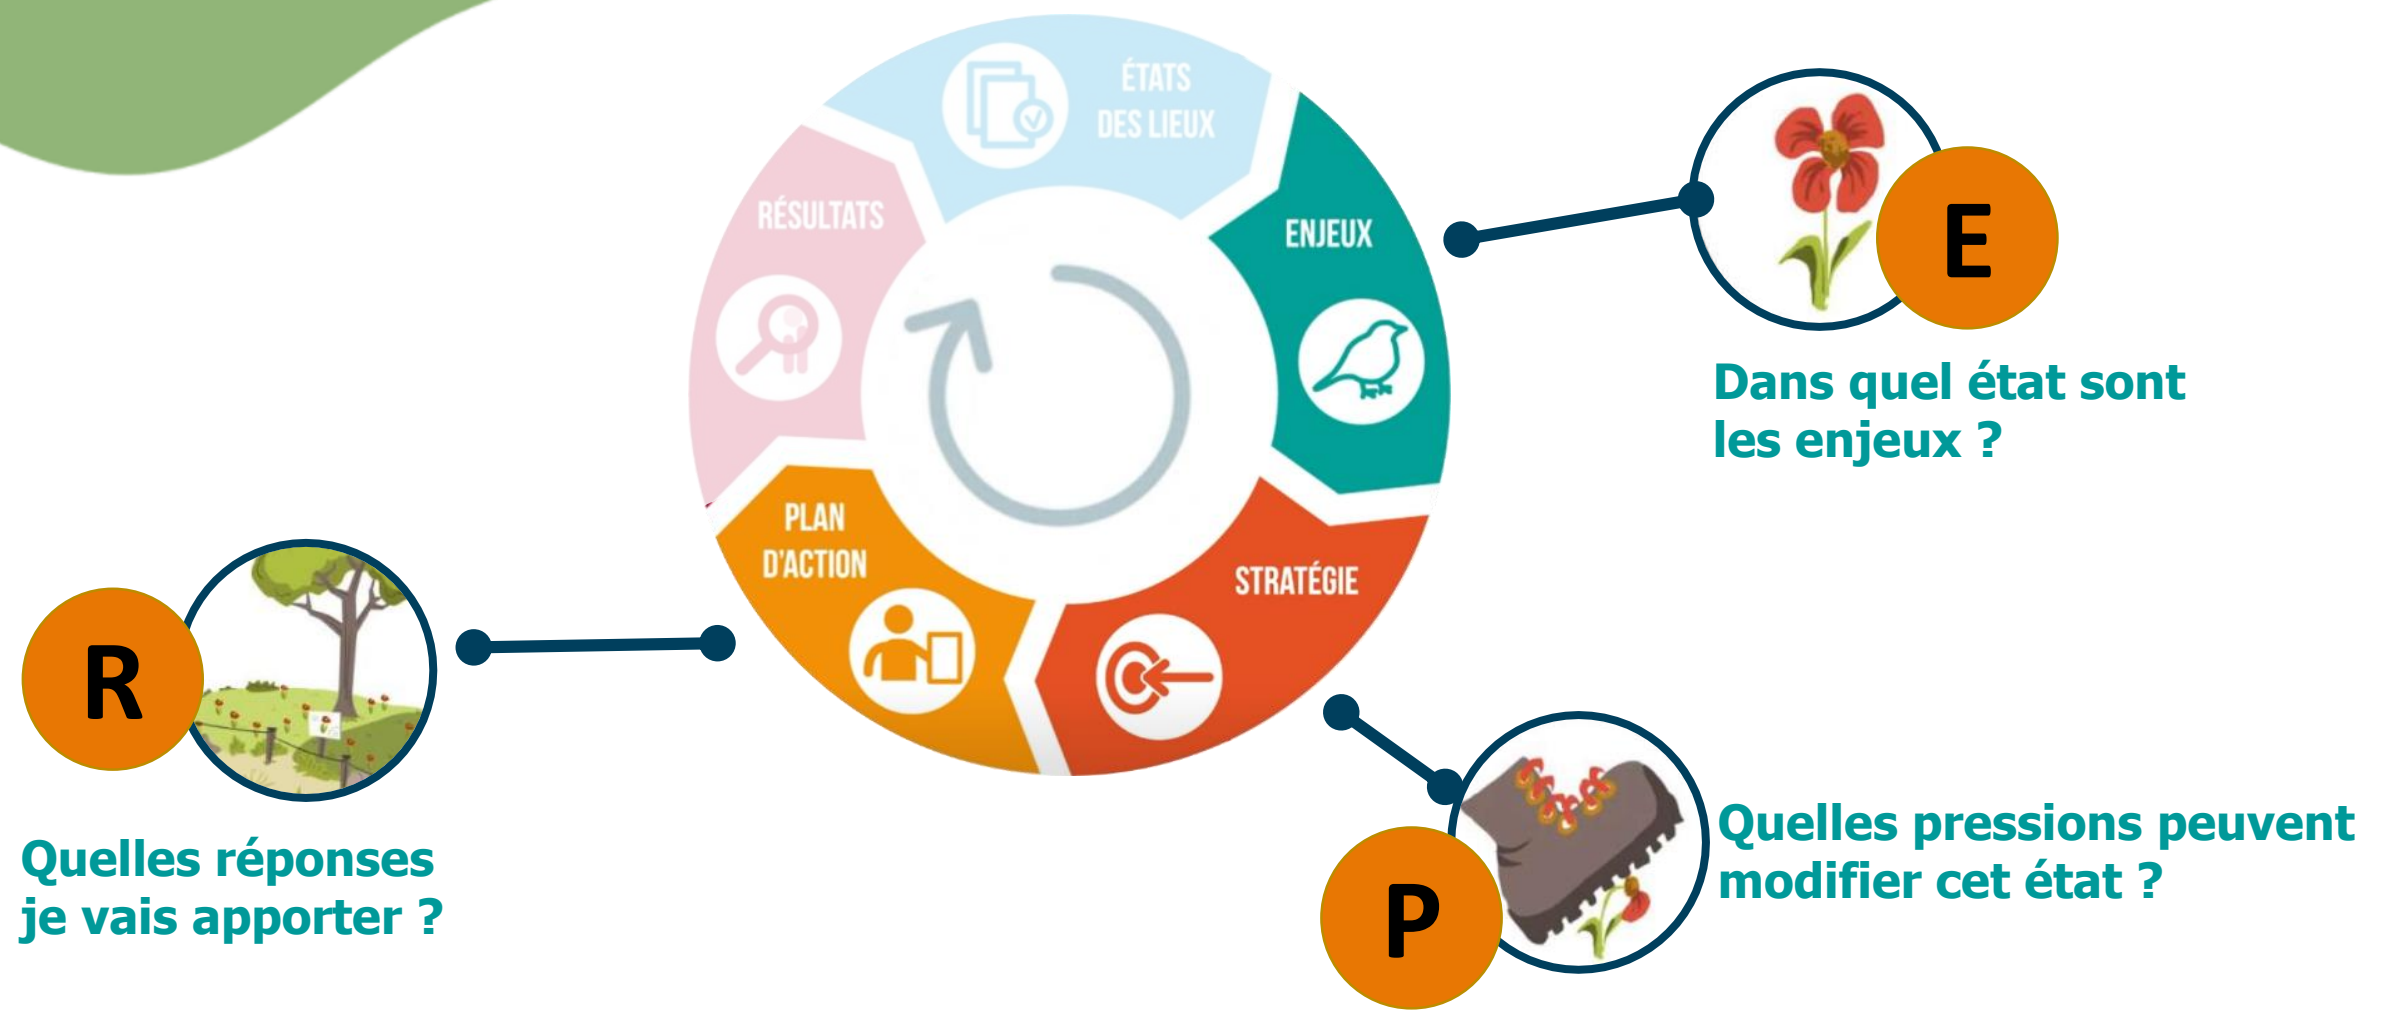 ÉTATS
DES LIEUX
RÉSULTATS
ENJEUX
E
Dans quel état sont
les enjeux ?
PLAN
D'ACTION
STRATÉGIE
R
Quelles réponses
je vais apporter ?
P
Quelles pressions peuvent
modifier cet état ?